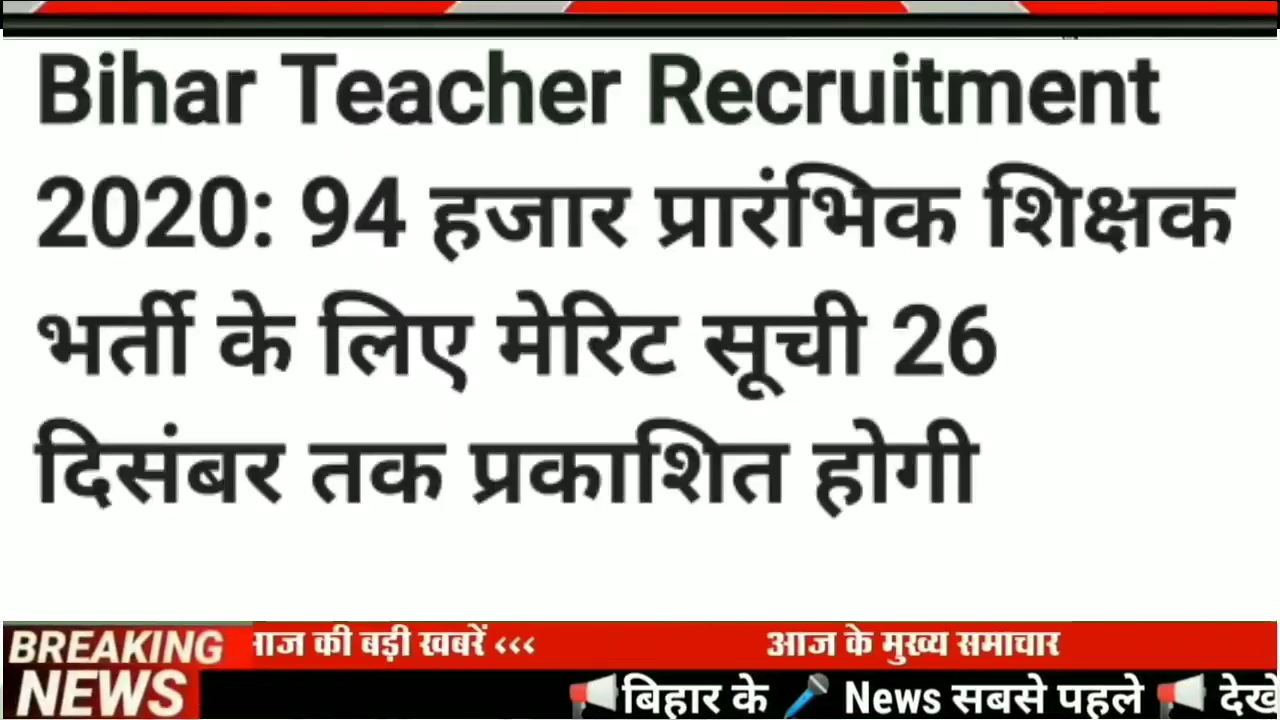 Bihar Teacher Recruitment
2020: 94 हजार प्रारंभिक शिक्षक
भर्ती के लिए मेरिट सूची 26
दिसंबर तक प्रकाशित होगी
BREAKING
NEWS
की बड़ी खबरें <<<
आज के मुख्य समाचार
बिहार के News सबसे पहले